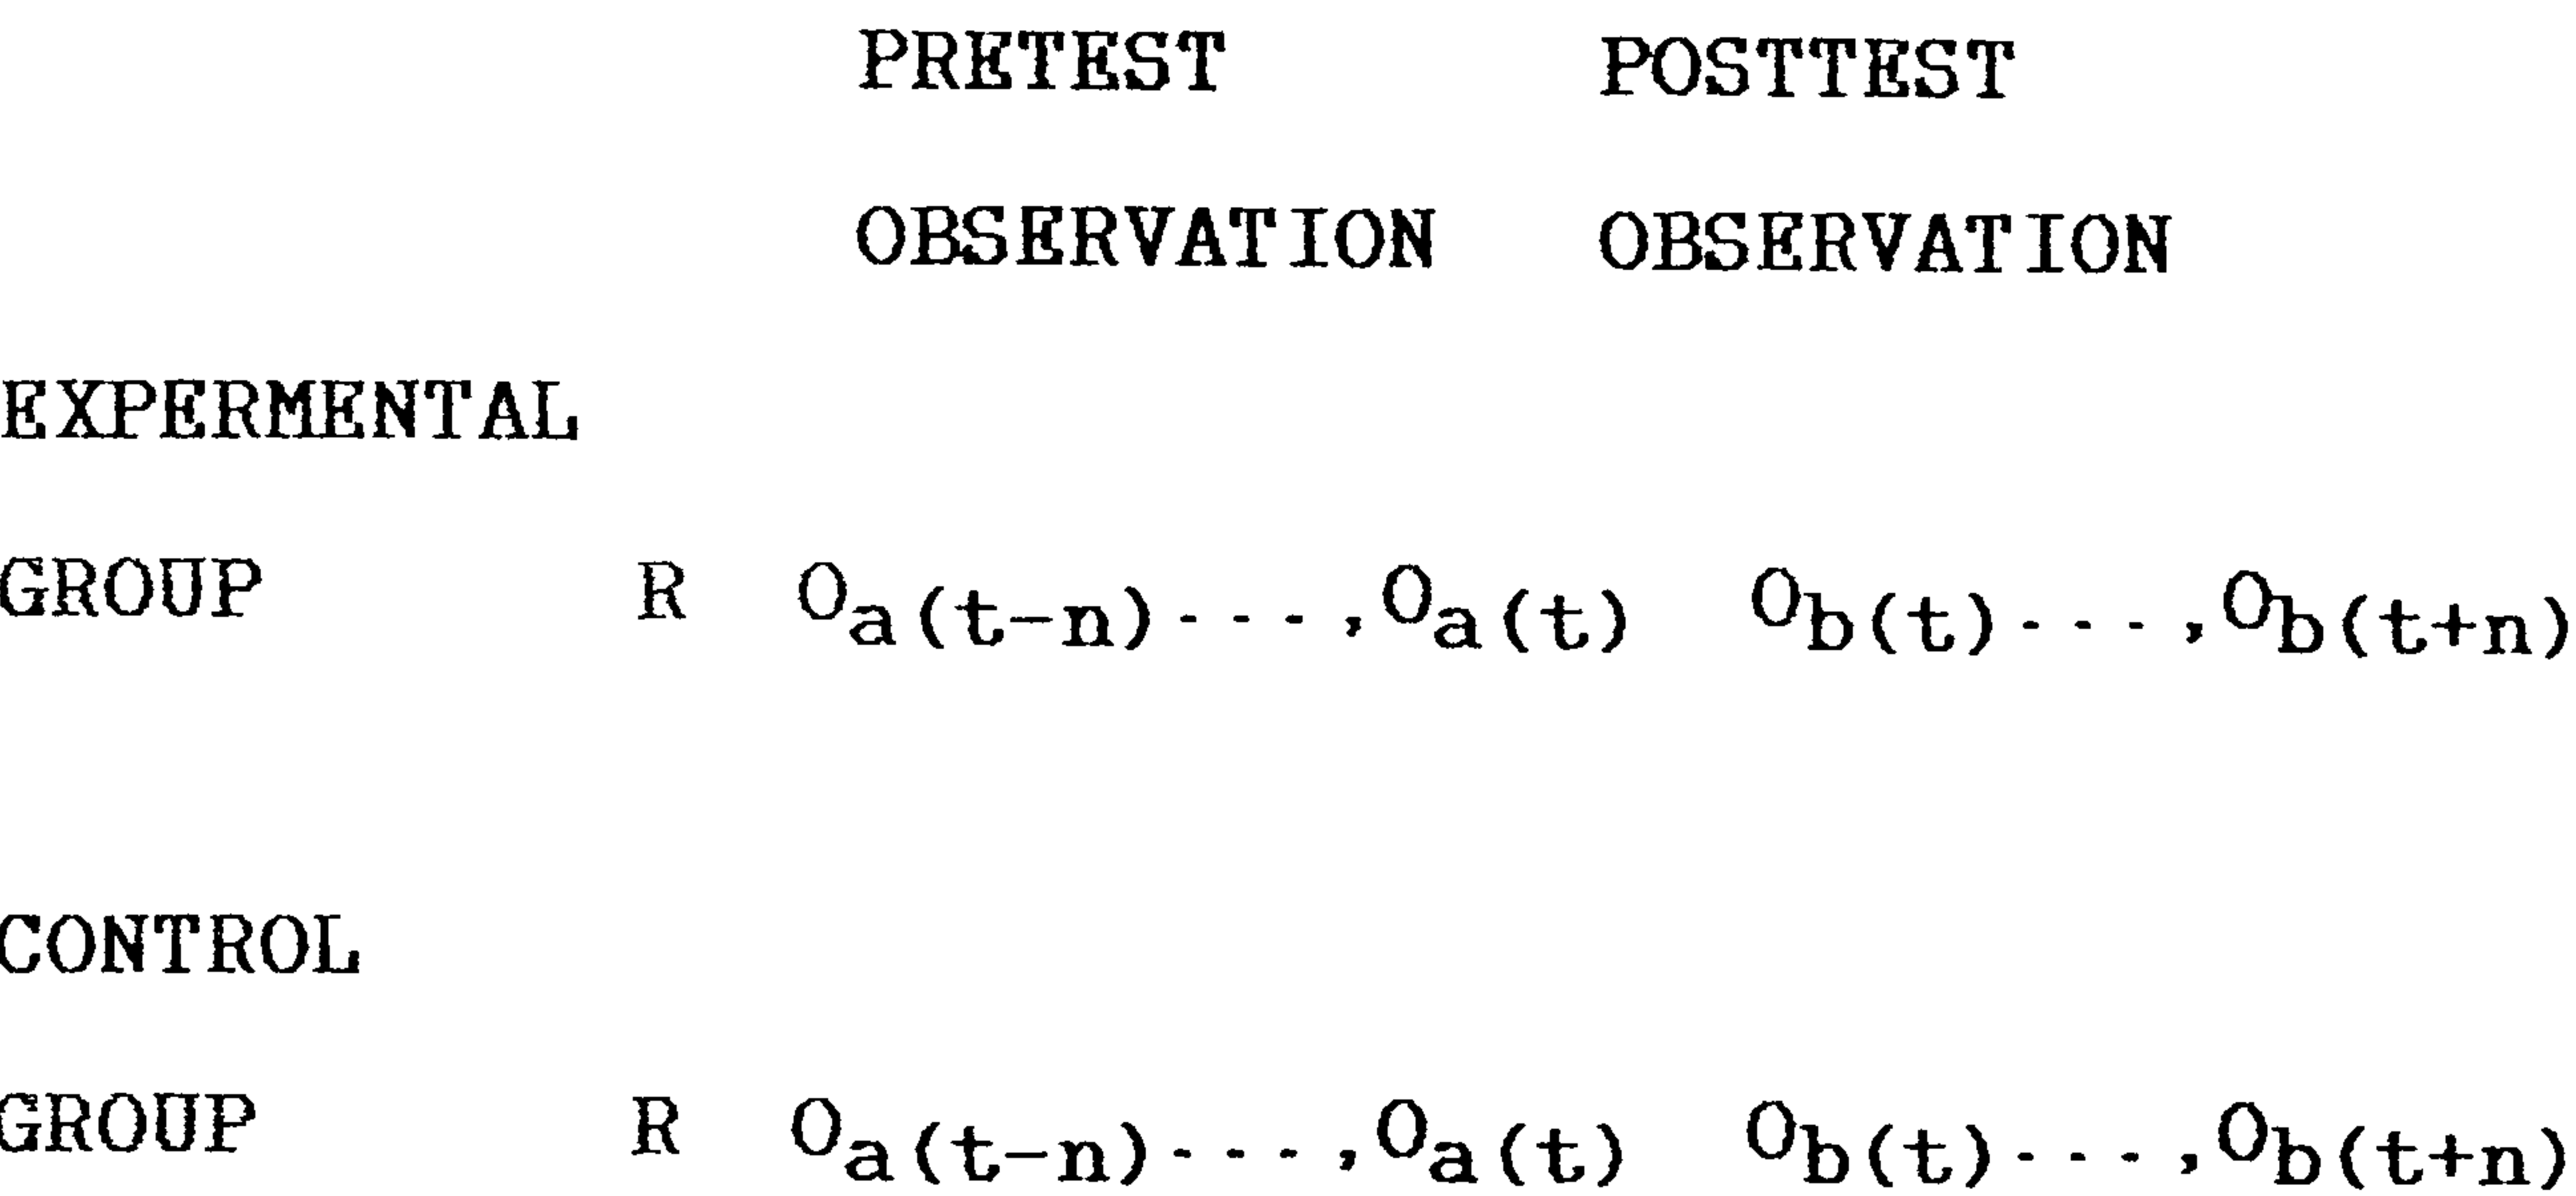 PRETEST POSTTEST
OBSERVATION OBSERVATION
EXPERMENTAL
GROUP R Oa(t-n)---,Oa(t) Ob(t)---,Ob(t+n)
CONTROL
GROUP R Oa(t-n)---,Oa(t) Ob(t)---,Ob(t+n)